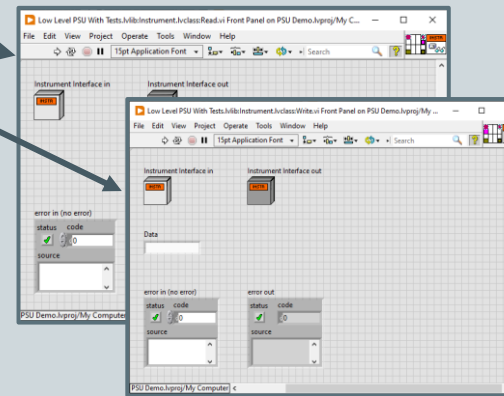 Low Level PSU With Tests.lvlib:Instrument.lvclass:Read.vi Front Panel on PSU Demo.lvproj/My C...
File Edit View Project Operate Tools Window Help
15pt Application Font Search
Instrument Interface in
Instrument Interface out
INSTR
error in (no error)
status code
0
source
PSU Demo.lvproj/My Computer
Low Level PSU With Tests.lvlib:Instrument.lvclass:Write.vi Front Panel on PSU Demo.lvproj/My ...
File Edit View Project Operate Tools Window Help
15pt Application Font Search
Instrument Interface in Instrument Interface out
INSTR INSTR
Data
error in (no error) error out
status code status code
0 0
source source
PSU Demo.lvproj/My Computer